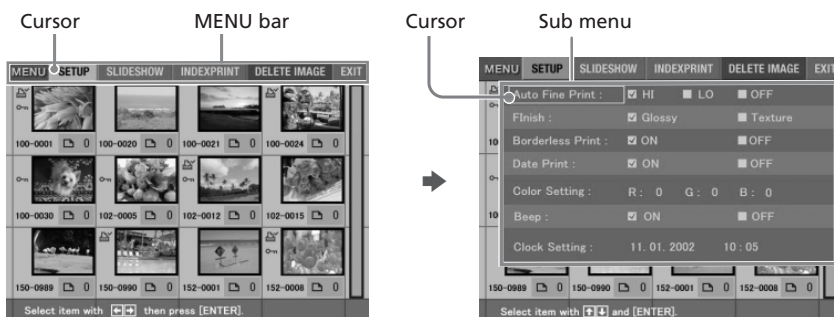 Cursor MENU bar
MENU SETUP SLIDESHOW INDEXPRINT DELETE IMAGE EXIT
100-0001 0 100-0020 0 100-0021 0 100-0024 0
100-0030 0 102-0005 0 102-0012 0 102-0015 0
150-0989 0 150-0990 0 152-0001 0 152-0008 0
Select item with then press [ENTER].
Cursor Sub menu
MENU SETUP SLIDESHOW INDEXPRINT DELETE IMAGE EXIT
Auto Fine Print : HI LO OFF
FInish : Glossy Texture
Borderless Print : ON OFF
Date Print : ON OFF
Color Setting : R : 0 G : 0 B : 0
Beep : ON OFF
Clock Setting : 11. 01. 2002 10 : 05
10
10
150-0989 0 150-0990 0 152-0001 0 152-0008 0
Select item with and [ENTER].